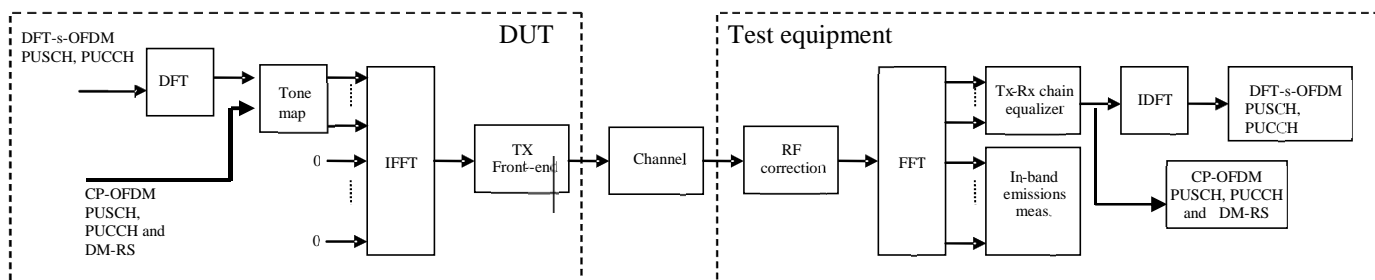 DUT
Test equipment
DFT-s-OFDM
PUSCH, PUCCH
DFT
Tone
map
IFFT
0
0
CP-OFDM
PUSCH,
PUCCH and
DM-RS
TX
Front-end
Channel
RF
correction
FFT
Tx-Rx chain
equalizer
In-band
emissions
meas.
IDFT
DFT-s-OFDM
PUSCH,
PUCCH
CP-OFDM
PUSCH, PUCCH
and DM-RS